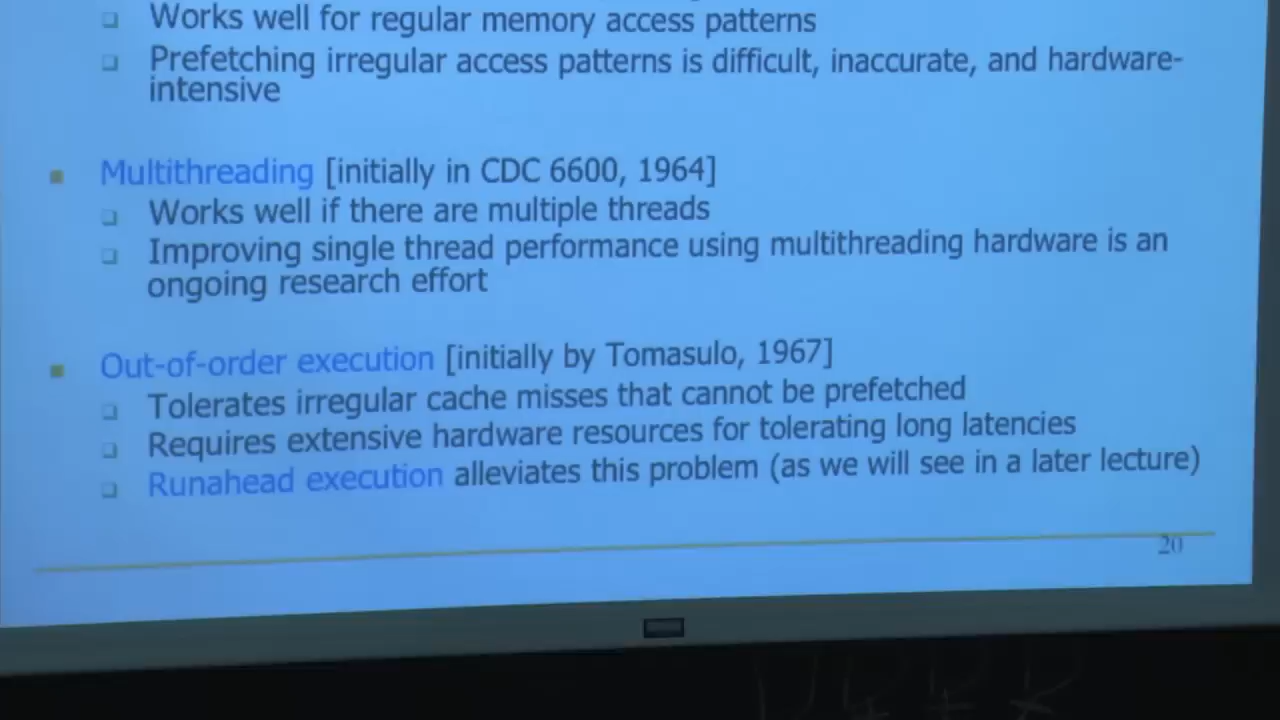 Works well for regular memory access patterns
Prefetching irregular access patterns is difficult, inaccurate, and hardware-
intensive
Multithreading [initially in CDC 6600, 1964]
Works well if there are multiple threads
Improving single thread performance using multithreading hardware is an
ongoing research effort
Out-of-order execution [initially by Tomasulo, 1967]
Tolerates irregular cache misses that cannot be prefetched
Requires extensive hardware resources for tolerating long latencies
Runahead execution alleviates this problem (as we will see in a later lecture)
20